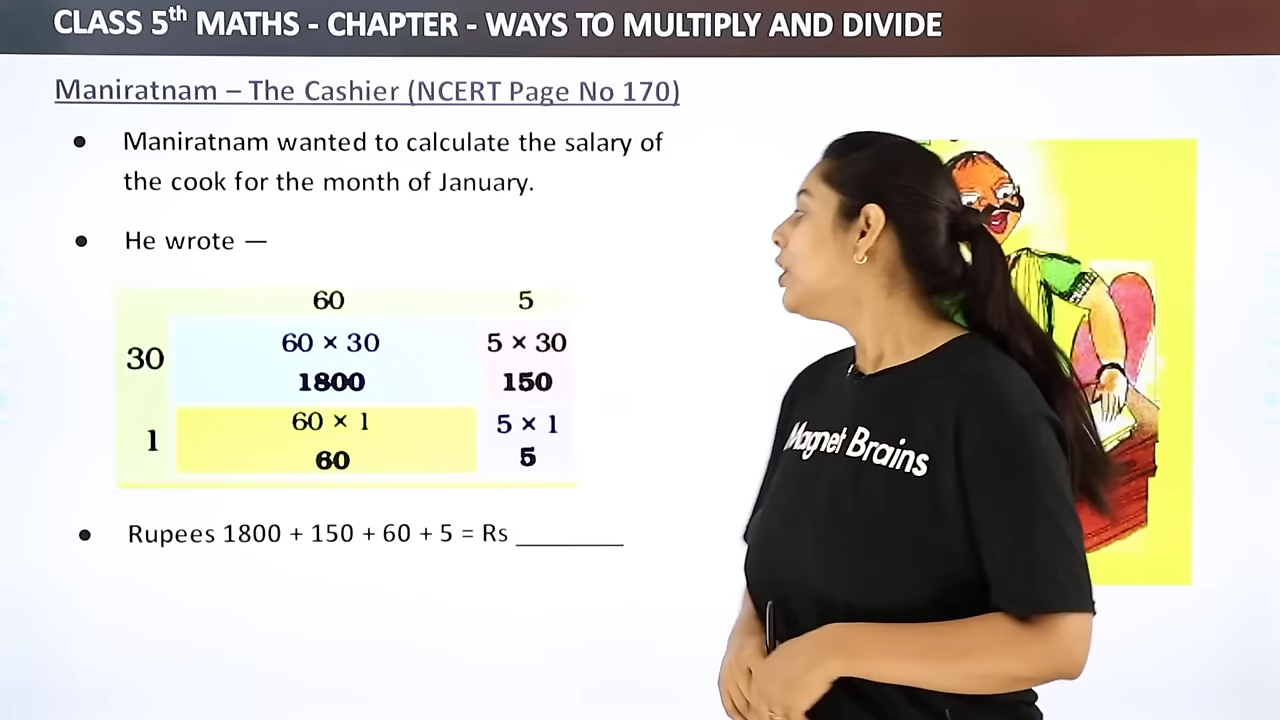 CLASS 5th MATHS - CHAPTER - WAYS TO MULTIPLY AND DIVIDE
Maniratnam – The Cashier (NCERT Page No 170)
● Maniratnam wanted to calculate the salary of
the cook for the month of January.
● He wrote —
60 5
30 60 × 30 5 × 30
1800 150
1 60 × 1 5 × 1
60 5
● Rupees 1800 + 150 + 60 + 5 = Rs ________
Magnet Brains